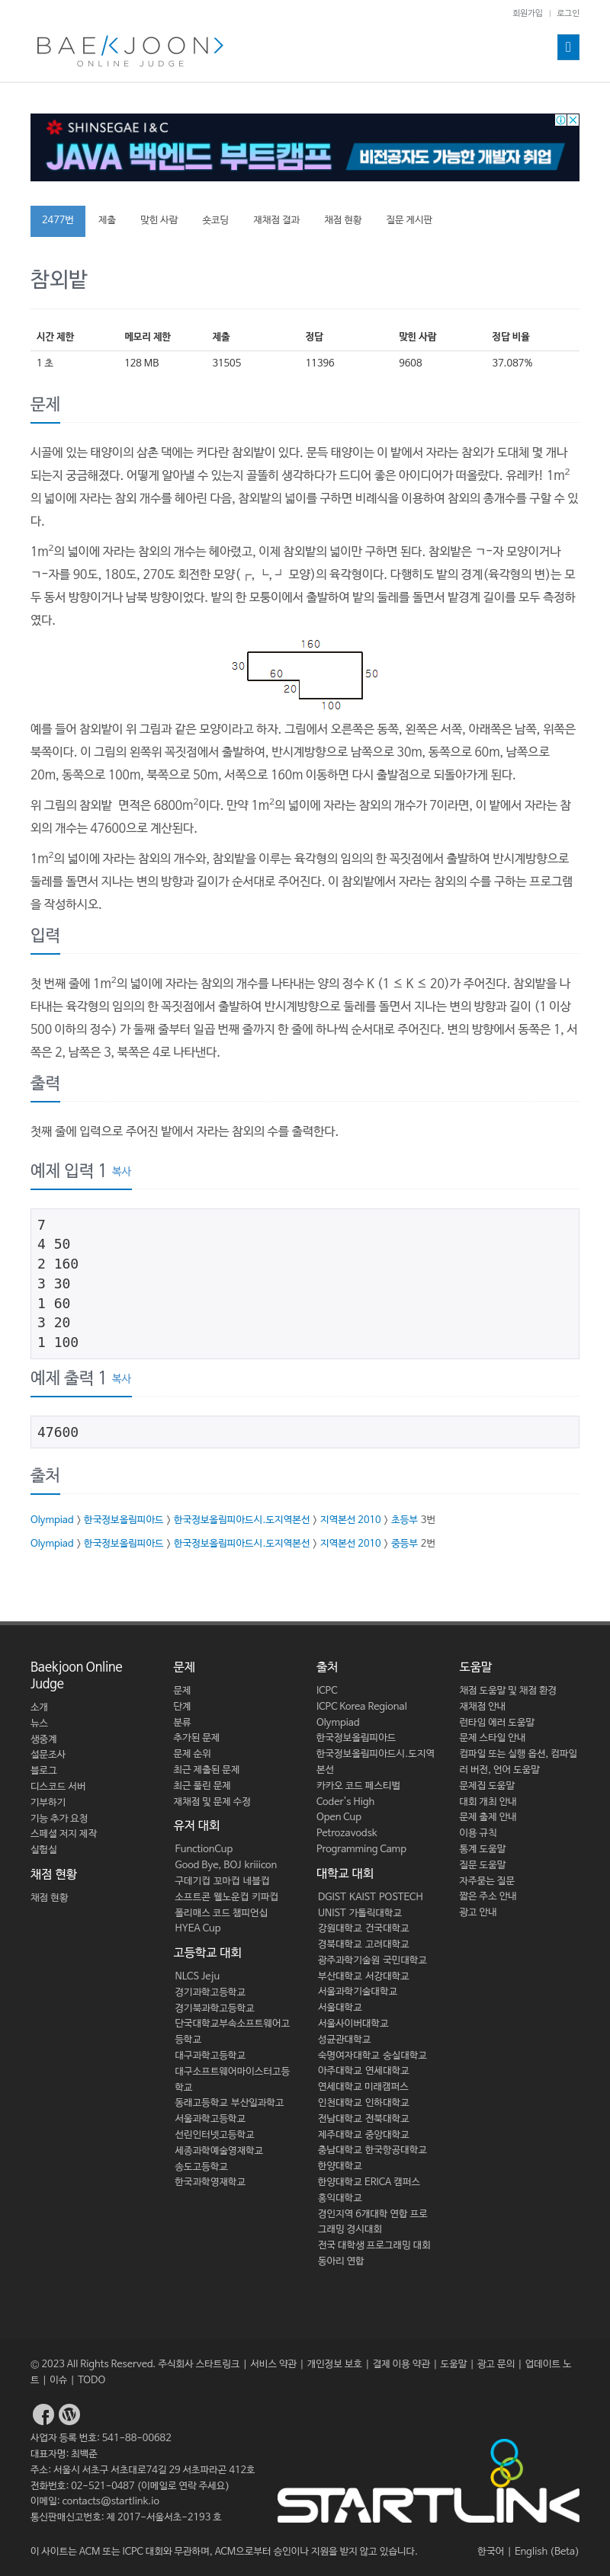 회원가입 | 로그인
BAEKJOON>
ONLINE JUDGE
SHINSEGAE I&C
JAVA 백엔드 부트캠프 비전공자도 가능한 개발자 취업
2477번 제출 맞힌 사람 숏코딩 재채점 결과 채점 현황 질문 게시판
참외밭
시간 제한 메모리 제한 제출 정답 맞힌 사람 정답 비율
1 초 128 MB 31505 11396 9608 37.087%
문제
시골에 있는 태양이의 삼촌 댁에는 커다란 참외밭이 있다. 문득 태양이는 이 밭에서 자라는 참외가 도대체 몇 개나
되는지 궁금해졌다. 어떻게 알아낼 수 있는지 골똘히 생각하다가 드디어 좋은 아이디어가 떠올랐다. 유레카! 1m²
의 넓이에 자라는 참외 개수를 헤아린 다음, 참외밭의 넓이를 구하면 비례식을 이용하여 참외의 총개수를 구할 수 있
다.
1m²의 넓이에 자라는 참외의 개수는 헤아렸고, 이제 참외밭의 넓이만 구하면 된다. 참외밭은 ㄱ-자 모양이거나
ㄱ-자를 90도, 180도, 270도 회전한 모양(┏, ┗, ┛ 모양)의 육각형이다. 다행히도 밭의 경계(육각형의 변)는 모
두 동서 방향이거나 남북 방향이었다. 밭의 한 모퉁이에서 출발하여 밭의 둘레를 돌면서 밭경계 길이를 모두 측정하
였다.
160
30
60
50
20
100
예를 들어 참외밭이 위 그림과 같은 모양이라고 하자. 그림에서 오른쪽은 동쪽, 왼쪽은 서쪽, 아래쪽은 남쪽, 위쪽은
북쪽이다. 이 그림의 왼쪽위 꼭짓점에서 출발하여, 반시계방향으로 남쪽으로 30m, 동쪽으로 60m, 남쪽으로
20m, 동쪽으로 100m, 북쪽으로 50m, 서쪽으로 160m 이동하면 다시 출발점으로 되돌아가게 된다.
위 그림의 참외밭 면적은 6800m²이다. 만약 1m²의 넓이에 자라는 참외의 개수가 7이라면, 이 밭에서 자라는 참
외의 개수는 47600으로 계산된다.
1m²의 넓이에 자라는 참외의 개수와, 참외밭을 이루는 육각형의 임의의 한 꼭짓점에서 출발하여 반시계방향으로
둘레를 돌면서 지나는 변의 방향과 길이가 순서대로 주어진다. 이 참외밭에서 자라는 참외의 수를 구하는 프로그램
을 작성하시오.
입력
첫 번째 줄에 1m²의 넓이에 자라는 참외의 개수를 나타내는 양의 정수 K (1 ≤ K ≤ 20)가 주어진다. 참외밭을 나
타내는 육각형의 임의의 한 꼭짓점에서 출발하여 반시계방향으로 둘레를 돌면서 지나는 변의 방향과 길이 (1 이상
500 이하의 정수) 가 둘째 줄부터 일곱 번째 줄까지 한 줄에 하나씩 순서대로 주어진다. 변의 방향에서 동쪽은 1, 서
쪽은 2, 남쪽은 3, 북쪽은 4로 나타낸다.
출력
첫째 줄에 입력으로 주어진 밭에서 자라는 참외의 수를 출력한다.
예제 입력 1 복사
7
4 50
2 160
3 30
1 60
3 20
1 100
예제 출력 1 복사
47600
출처
Olympiad > 한국정보올림피아드 > 한국정보올림피아드시.도지역본선 > 지역본선 2010 > 초등부 3번
Olympiad > 한국정보올림피아드 > 한국정보올림피아드시.도지역본선 > 지역본선 2010 > 중등부 2번
Baekjoon Online
Judge
소개
뉴스
생중계
설문조사
블로그
디스코드 서버
기부하기
기능 추가 요청
스페셜 저지 제작
실험실
채점 현황
채점 현황
문제
문제
단계
분류
추가된 문제
문제 순위
최근 제출된 문제
최근 풀린 문제
재채점 및 문제 수정
유저 대회
FunctionCup
Good Bye, BOJ kriiicon
구데기컵 꼬마컵 네블컵
소프트콘 웰노운컵 키파컵
폴리매스 코드 챔피언십
HYEA Cup
고등학교 대회
NLCS Jeju
경기과학고등학교
경기북과학고등학교
단국대학교부속소프트웨어고
등학교
대구과학고등학교
대구소프트웨어마이스터고등
학교
동래고등학교 부산일과학고
서울과학고등학교
선린인터넷고등학교
세종과학예술영재학교
송도고등학교
한국과학영재학교
출처
ICPC
ICPC Korea Regional
Olympiad
한국정보올림피아드
한국정보올림피아드시.도지역
본선
카카오 코드 페스티벌
Coder's High
Open Cup
Petrozavodsk
Programming Camp
대학교 대회
DGIST KAIST POSTECH
UNIST 가톨릭대학교
강원대학교 건국대학교
경북대학교 고려대학교
광주과학기술원 국민대학교
부산대학교 서강대학교
서울과학기술대학교
서울대학교
서울사이버대학교
성균관대학교
숙명여자대학교 숭실대학교
아주대학교 연세대학교
연세대학교 미래캠퍼스
인천대학교 인하대학교
전남대학교 전북대학교
제주대학교 중앙대학교
충남대학교 한국항공대학교
한양대학교
한양대학교 ERICA 캠퍼스
홍익대학교
경인지역 6개대학 연합 프로
그래밍 경시대회
전국 대학생 프로그래밍 대회
동아리 연합
도움말
채점 도움말 및 채점 환경
재채점 안내
런타임 에러 도움말
문제 스타일 안내
컴파일 또는 실행 옵션, 컴파일
러 버전, 언어 도움말
문제집 도움말
대회 개최 안내
문제 출제 안내
이용 규칙
통계 도움말
질문 도움말
자주묻는 질문
짧은 주소 안내
광고 안내
© 2023 All Rights Reserved. 주식회사 스타트링크 | 서비스 약관 | 개인정보 보호 | 결제 이용 약관 | 도움말 | 광고 문의 | 업데이트 노
트 | 이슈 | TODO
사업자 등록 번호: 541-88-00682
대표자명: 최백준
주소: 서울시 서초구 서초대로74길 29 서초파라곤 412호
전화번호: 02-521-0487 (이메일로 연락 주세요)
이메일: contacts@startlink.io
통신판매신고번호: 제 2017-서울서초-2193 호
STARTLINK
이 사이트는 ACM 또는 ICPC 대회와 무관하며, ACM으로부터 승인이나 지원을 받지 않고 있습니다.
한국어 | English (Beta)